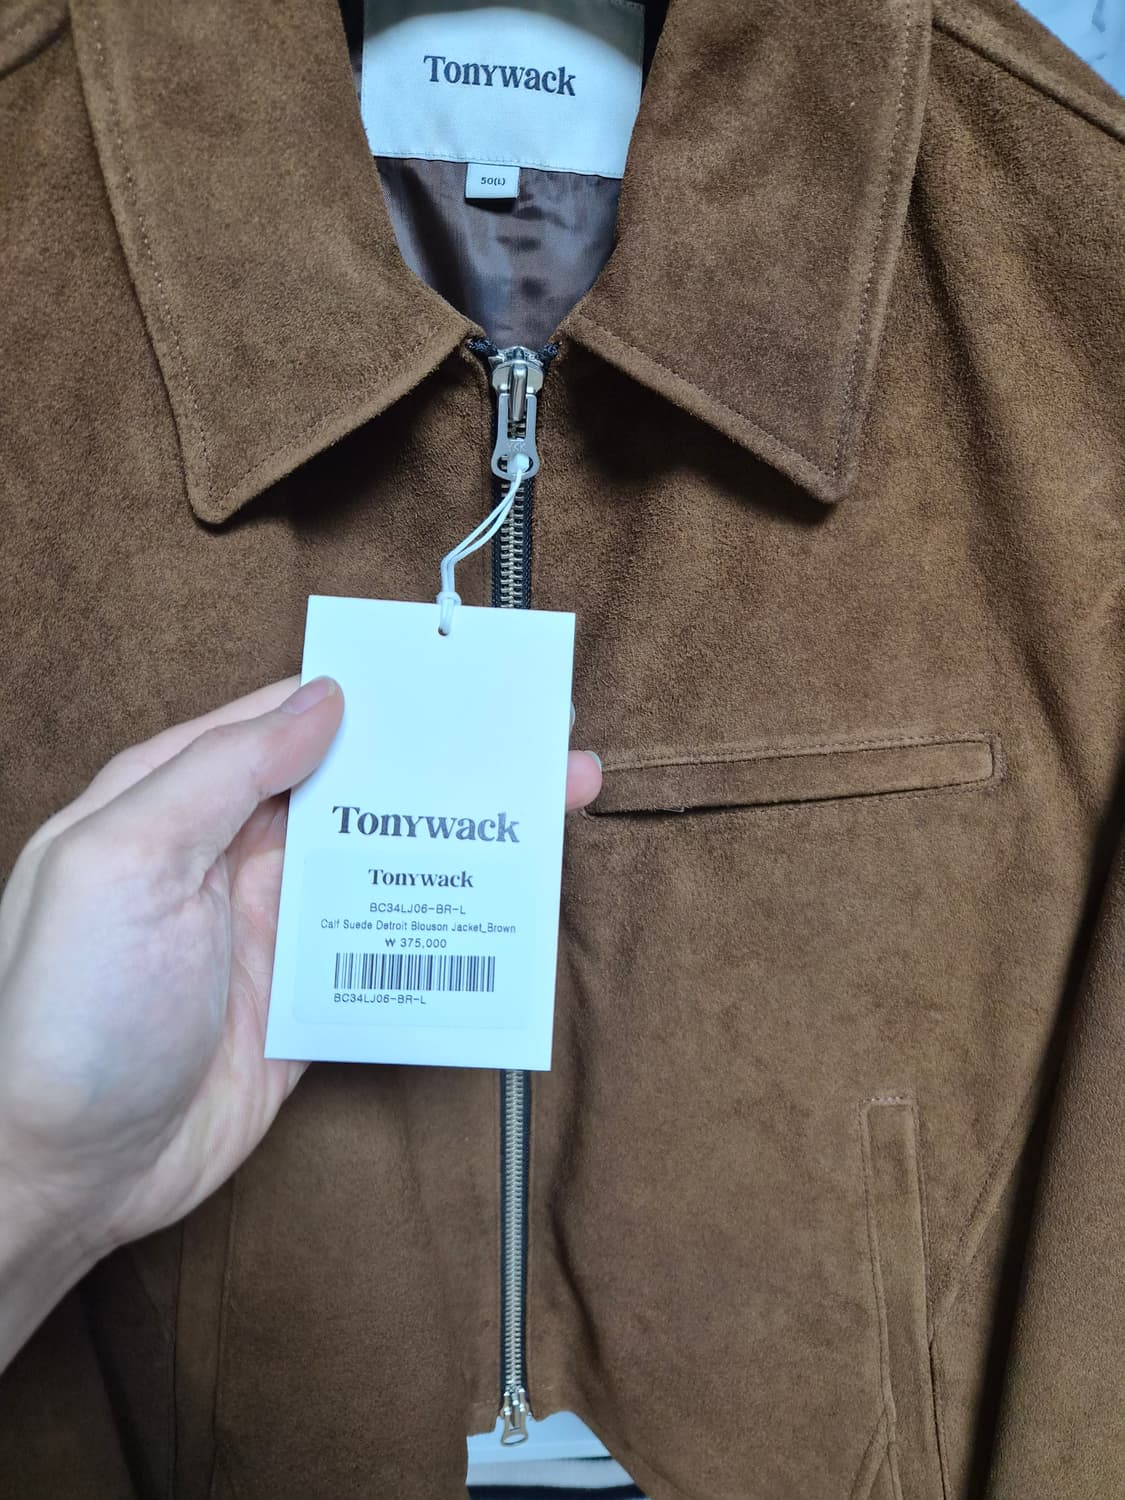 Tonywack
50(L)
Tonywack
Tonywack
BC34LJ06-BR-L
Calf Suede Detroit Blouson Jacket_Brown
₩ 375,000
BC34LJ06-BR-L